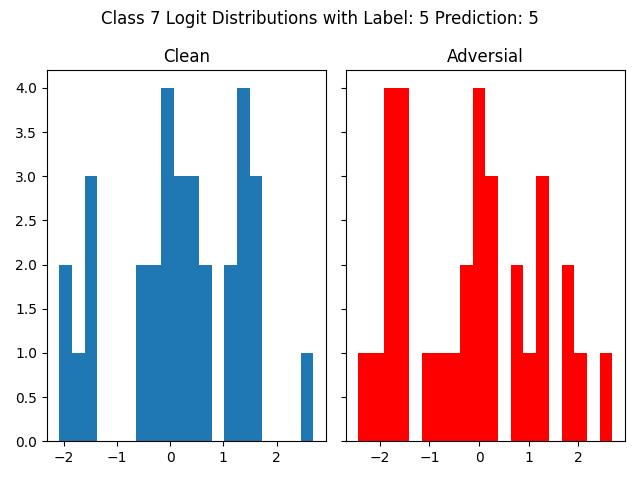 Class 7 Logit Distributions with Label: 5 Prediction: 5
Clean
Adversial
4.0
3.5
3.0
2.5
2.0
1.5
1.0
0.5
0.0
−2 −1 0 1 2
−2 −1 0 1 2